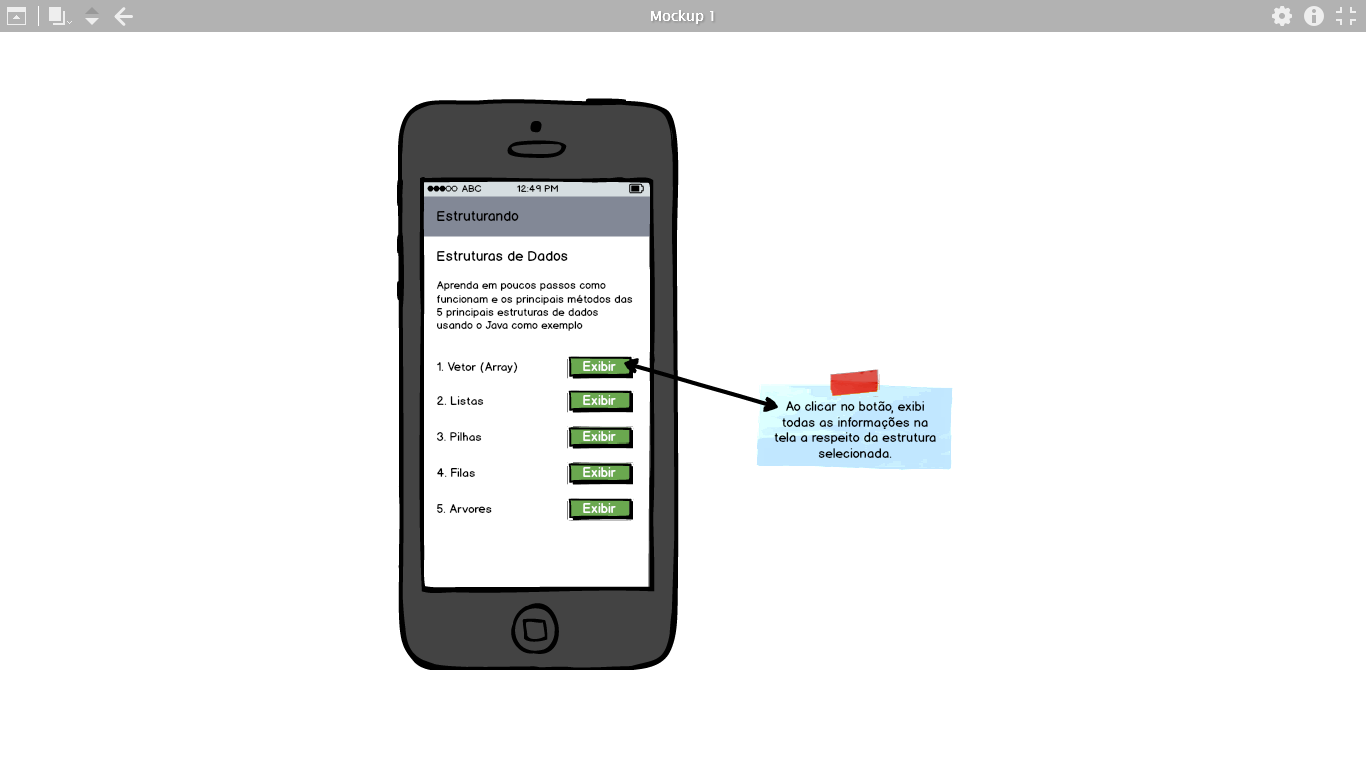 Mockup 1
ABC 12:49 PM
Estruturando
Estruturas de Dados
Aprenda em poucos passos como
funcionam e os principais métodos das
5 principais estruturas de dados
usando o Java como exemplo
1. Vetor (Array) Exibir
2. Listas Exibir
3. Pilhas Exibir
4. Filas Exibir
5. Arvores Exibir
Ao clicar no botão, exibi
todas as informações na
tela a respeito da estrutura
selecionada.